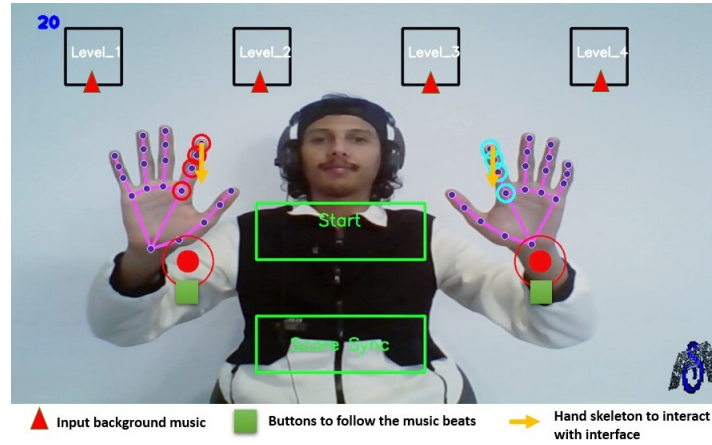 20
Level_1
Level_2
Level_3
Level_4
Start
Score Sync
Input background music
Buttons to follow the music beats
Hand skeleton to interact
with interface